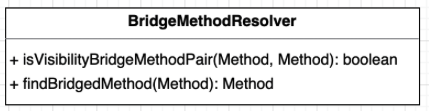 BridgeMethodResolver
+ isVisibilityBridgeMethodPair(Method, Method): boolean
+ findBridgedMethod(Method): Method